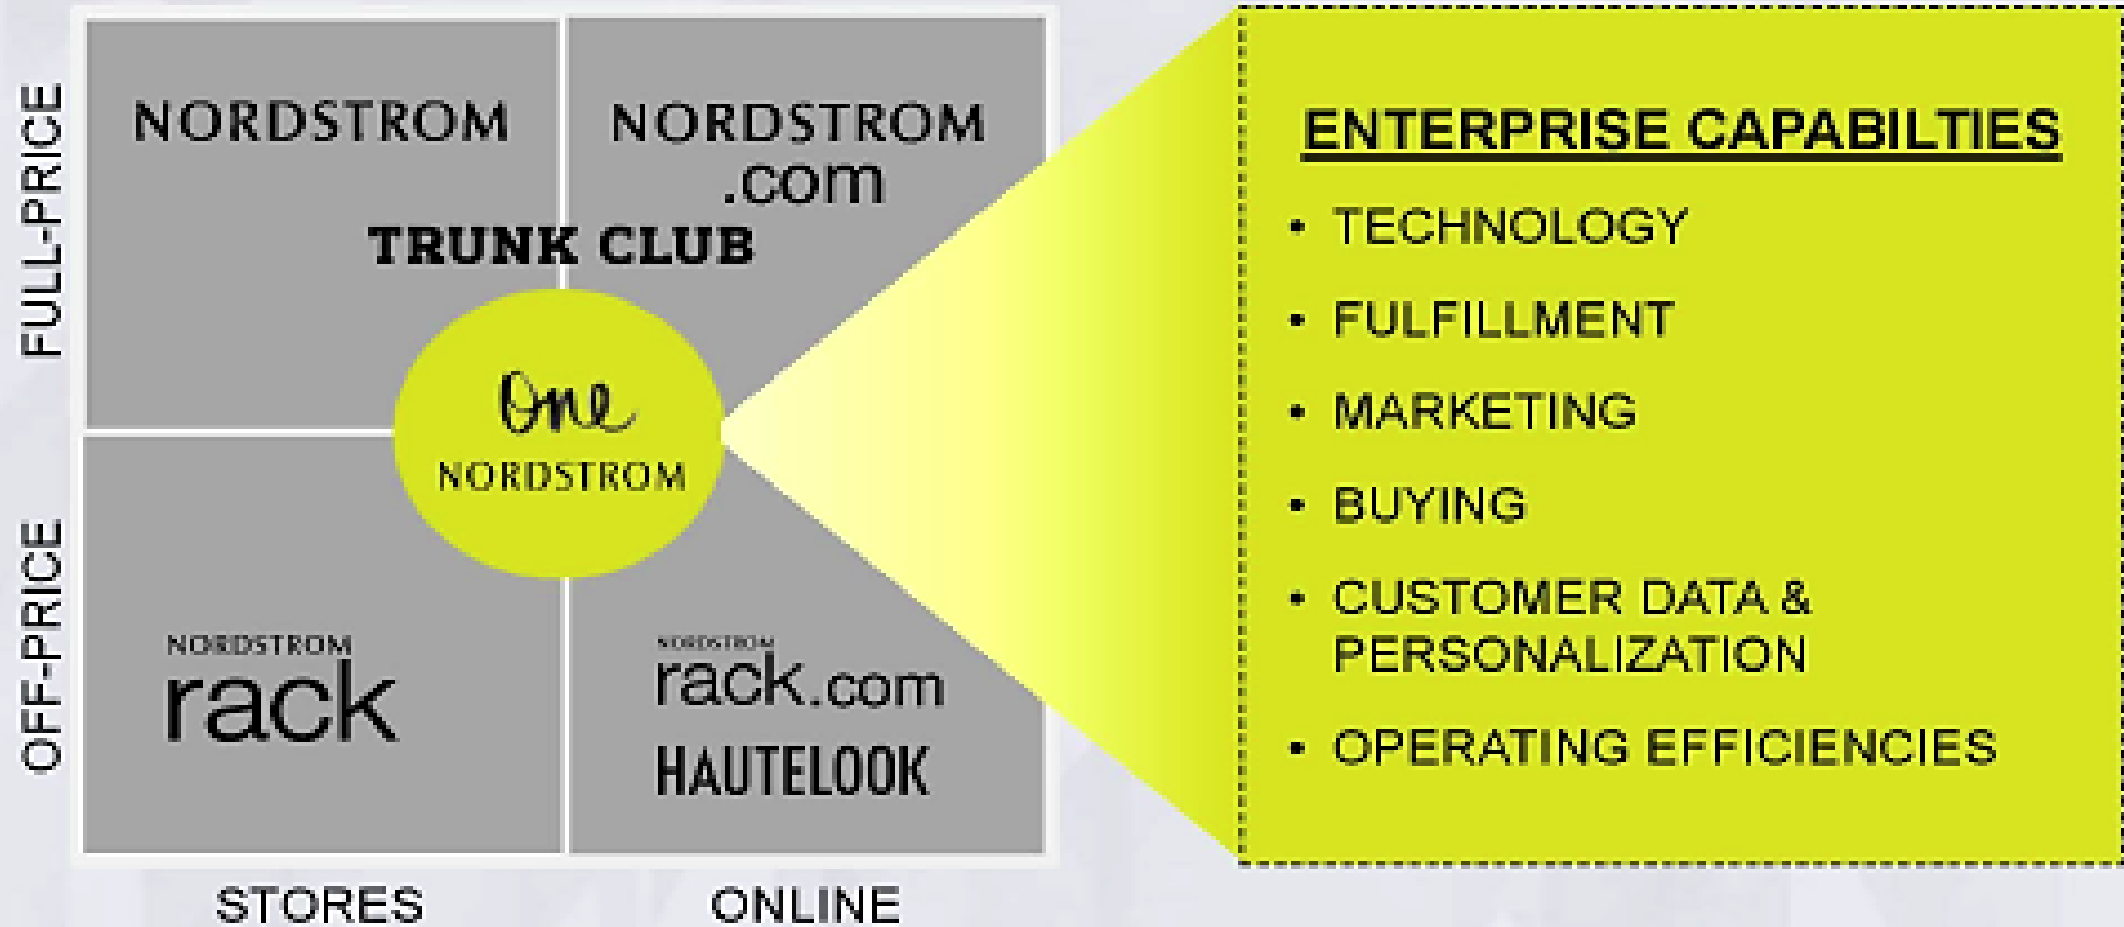 FULL-PRICE
NORDSTROM
NORDSTROM
.com
TRUNK CLUB
One
NORDSTROM
OFF-PRICE
NORDSTROM
rack
NORDSTROM
rack.com
HAUTELOOK
STORES
ONLINE
ENTERPRISE CAPABILTIES
• TECHNOLOGY
• FULFILLMENT
• MARKETING
• BUYING
• CUSTOMER DATA &
PERSONALIZATION
• OPERATING EFFICIENCIES